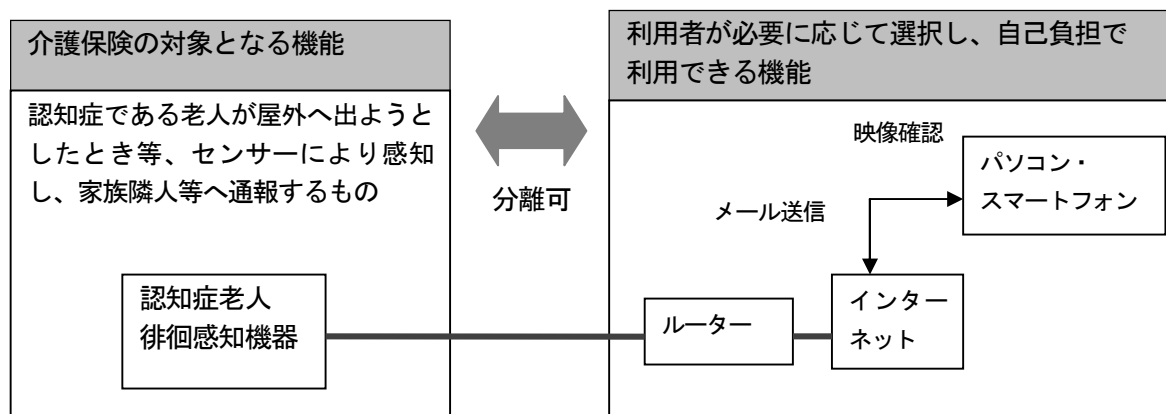 介護保険の対象となる機能
認知症である老人が屋外へ出ようと
したとき等、センサーにより感知
し、家族隣人等へ通報するもの
認知症老人
徘徊感知機器
分離可
利用者が必要に応じて選択し、自己負担で
利用できる機能
映像確認
パソコン・
スマートフォン
メール送信
ルーター
インター
ネット